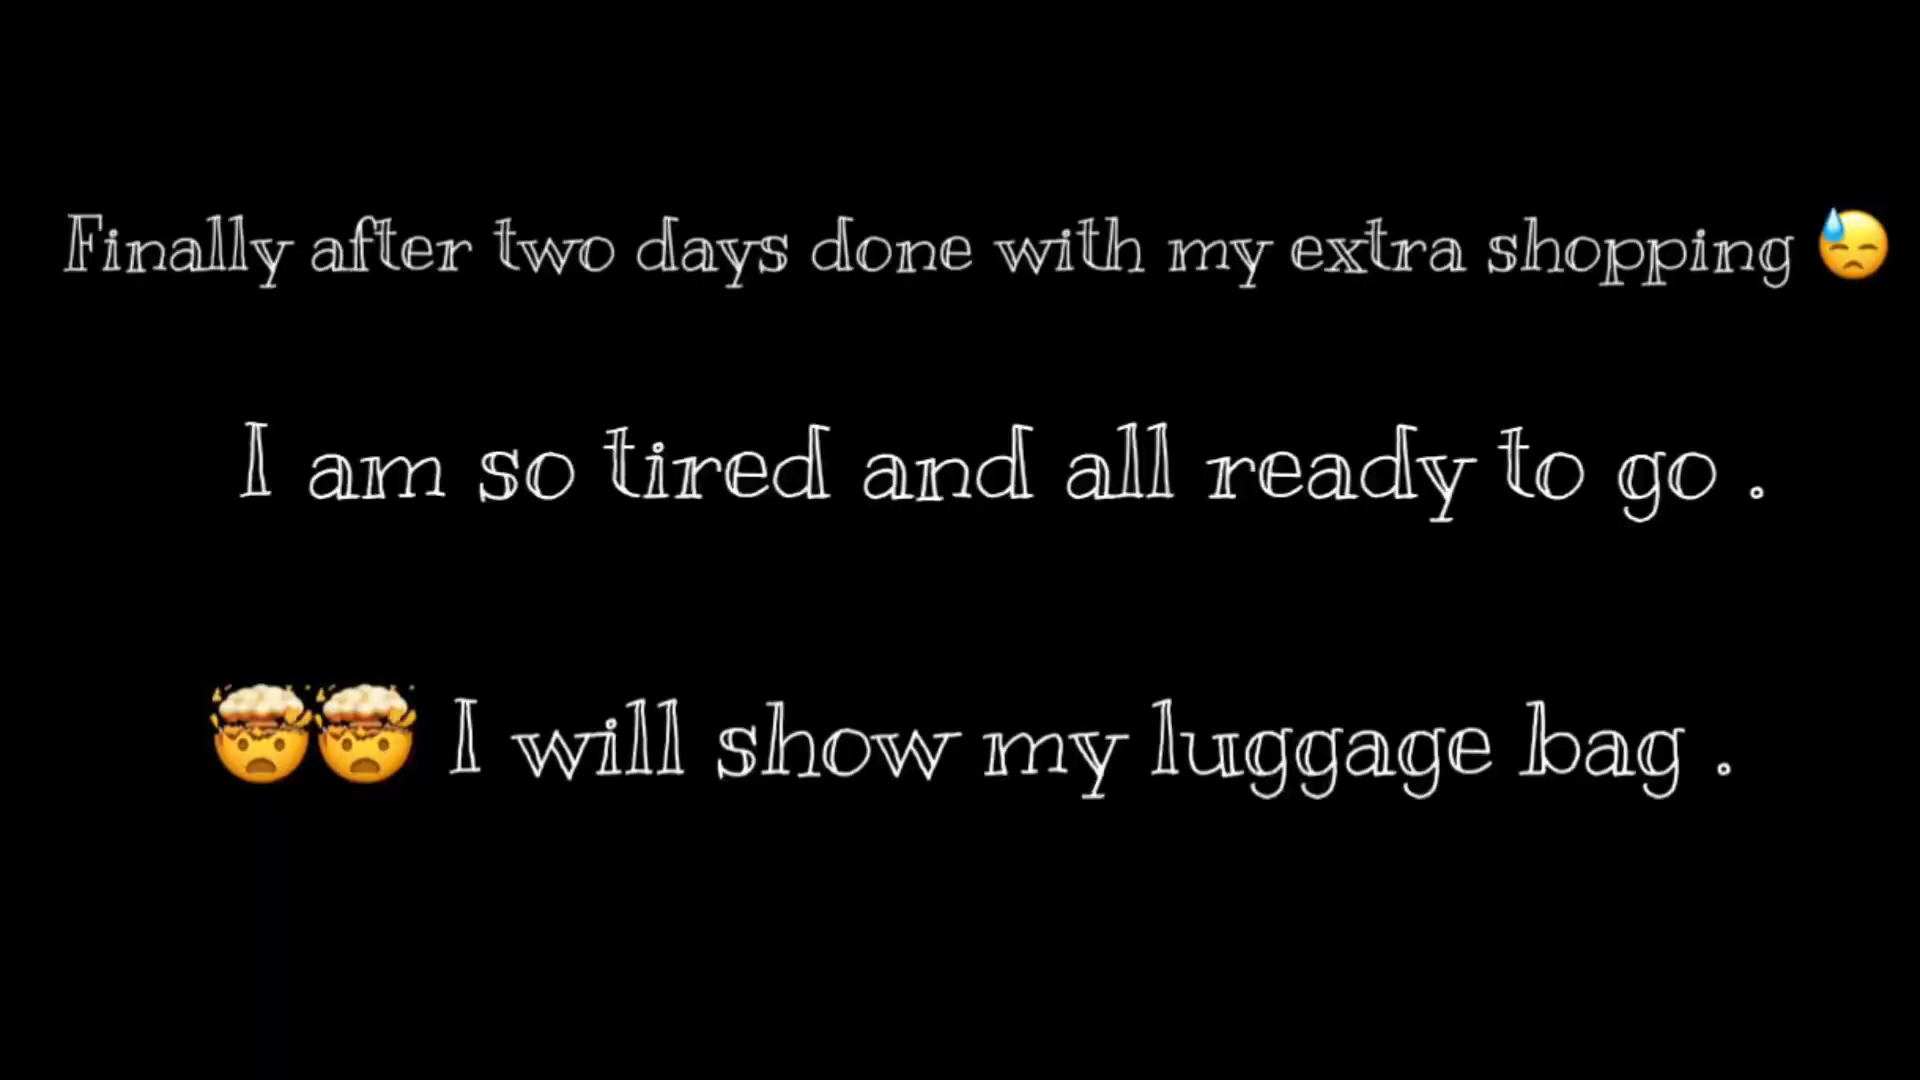 Finally after two days done with my extra shopping 😓
I am so tired and all ready to go .
🤯🤯 I will show my luggage bag .